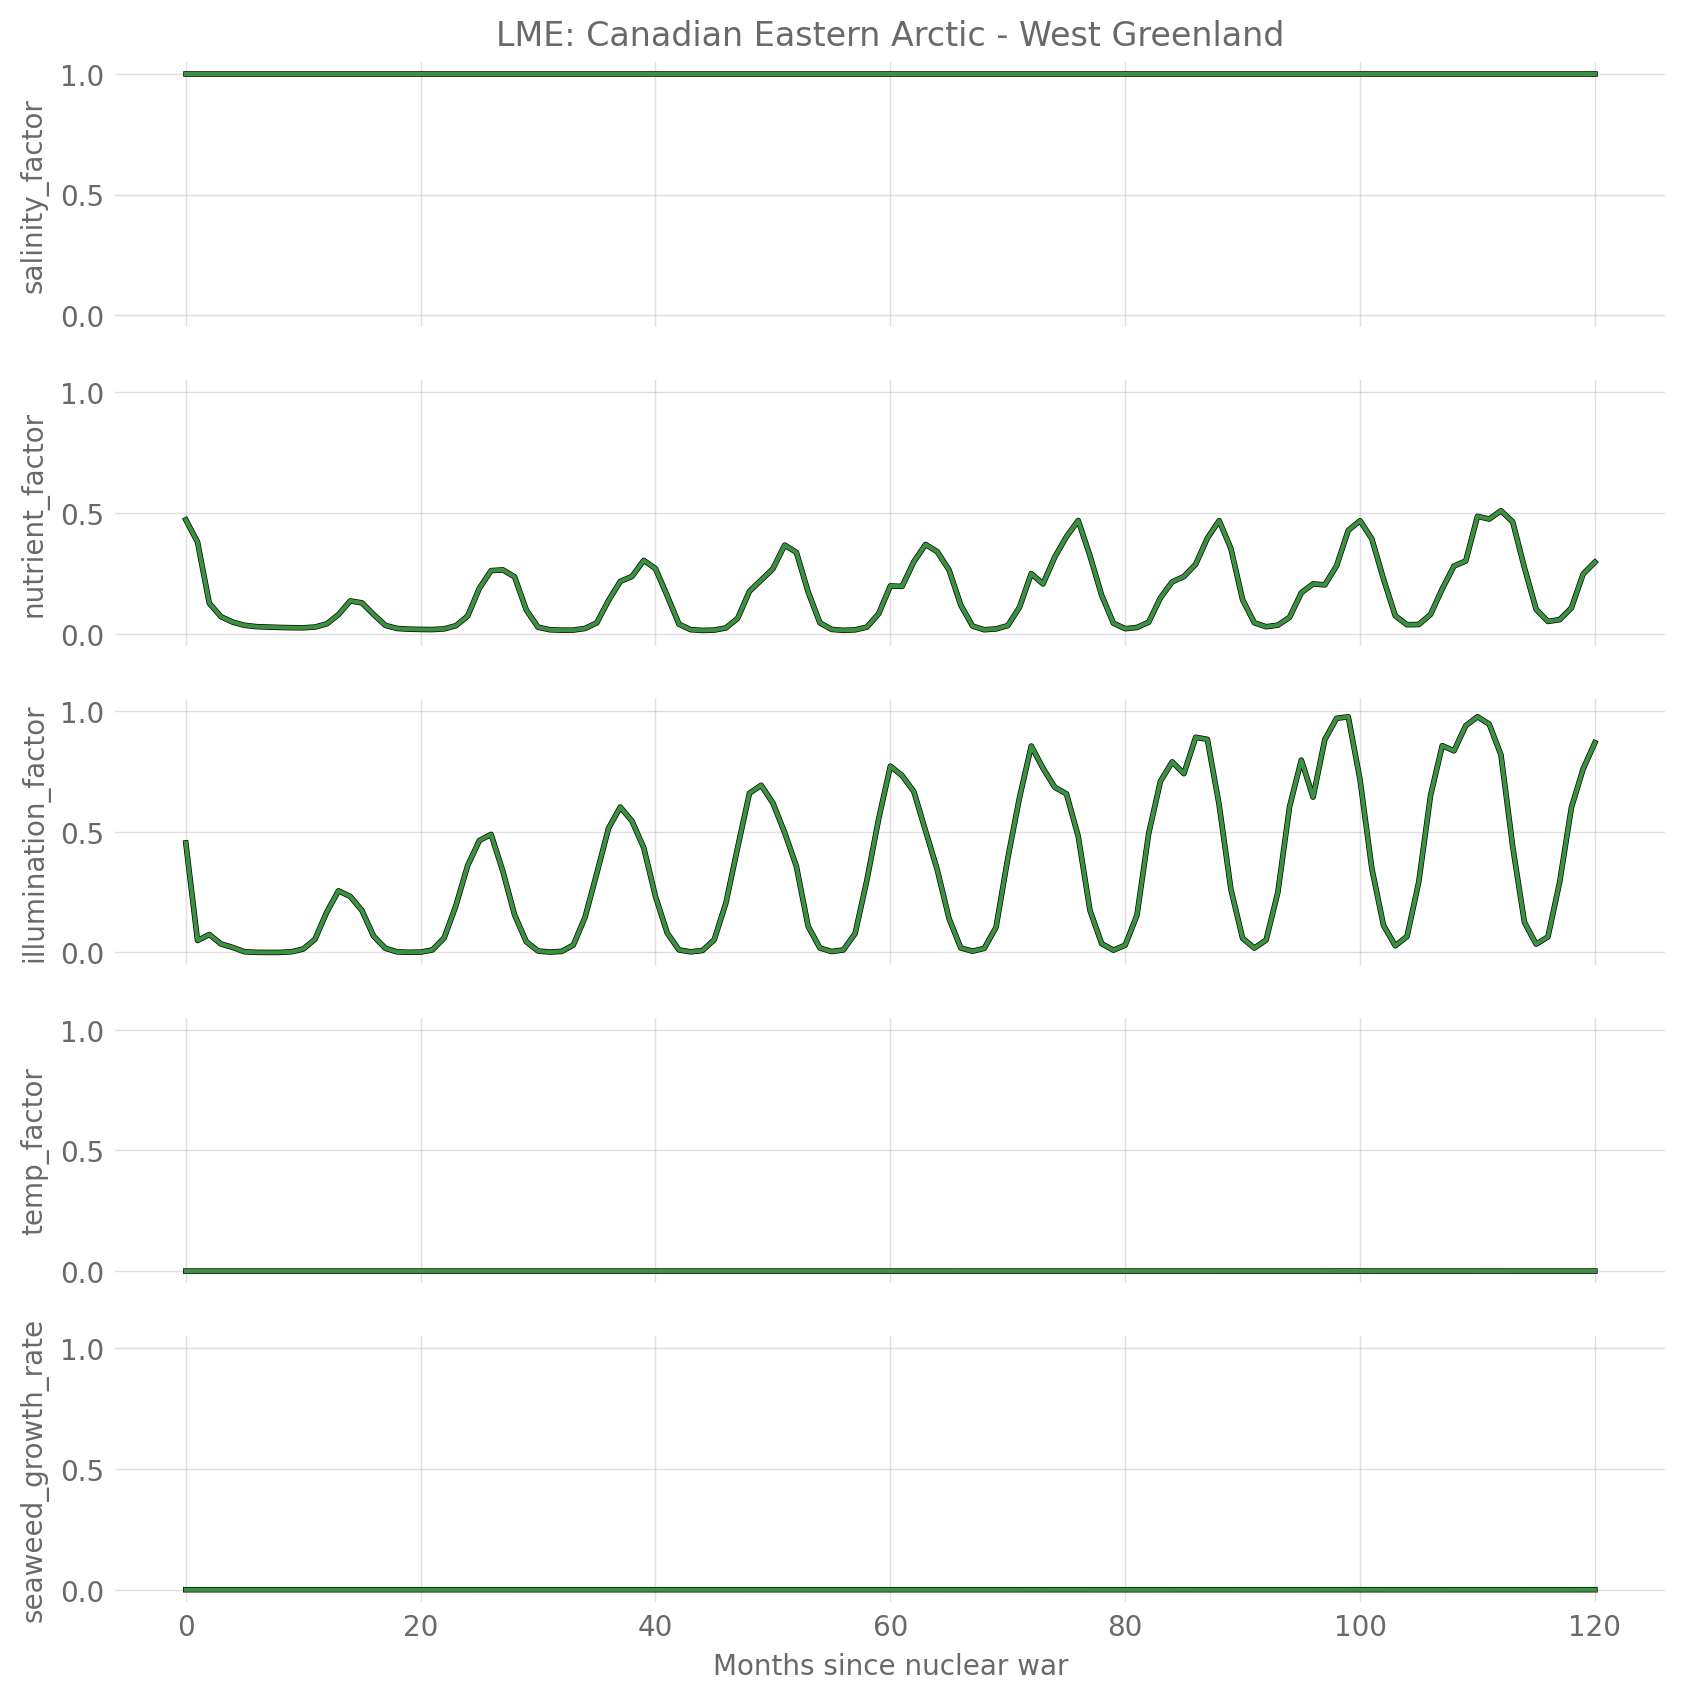 LME: Canadian Eastern Arctic - West Greenland
1.0
0.5
0.0
salinity_factor
1.0
0.5
0.0
nutrient_factor
1.0
0.5
0.0
illumination_factor
1.0
0.5
0.0
temp_factor
1.0
0.5
0.0
seaweed_growth_rate
0 20 40 60 80 100 120
Months since nuclear war